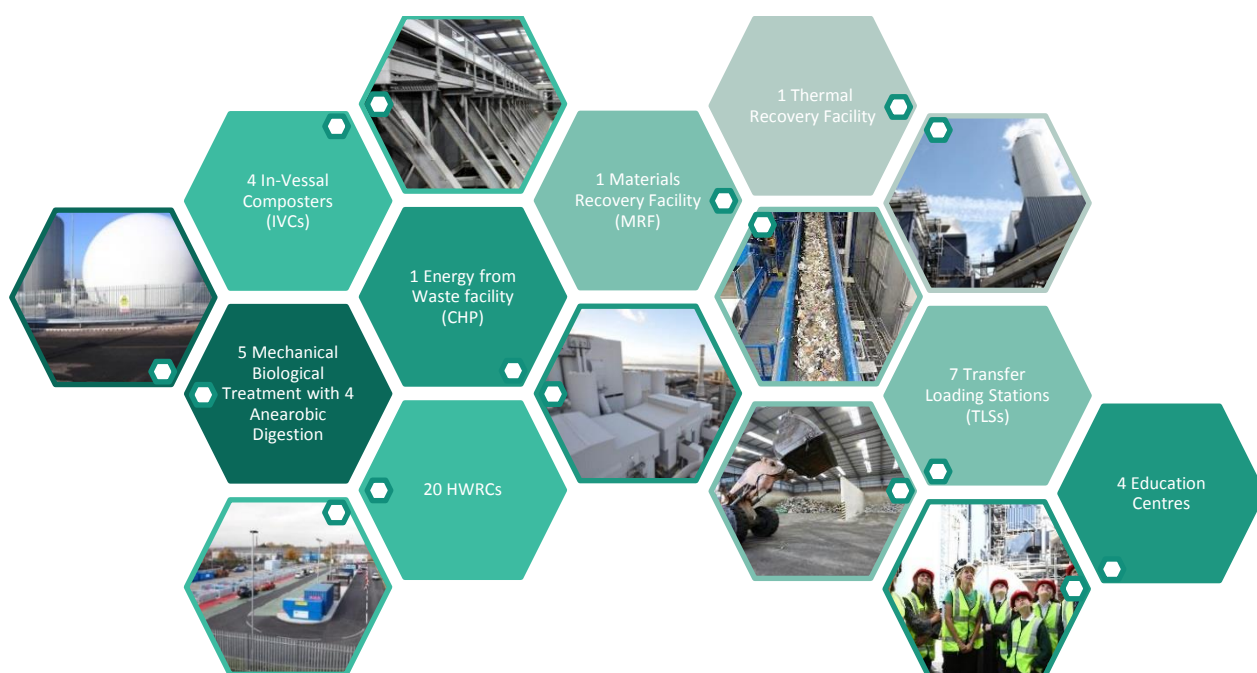 1 Thermal
Recovery Facility
4 In-Vessal
Composters
(IVCs)
1 Materials
Recovery Facility
(MRF)
1 Energy from
Waste facility
(CHP)
5 Mechanical
Biological
Treatment with 4
Anearobic
Digestion
7 Transfer
Loading Stations
(TLSs)
20 HWRCs
4 Education
Centres